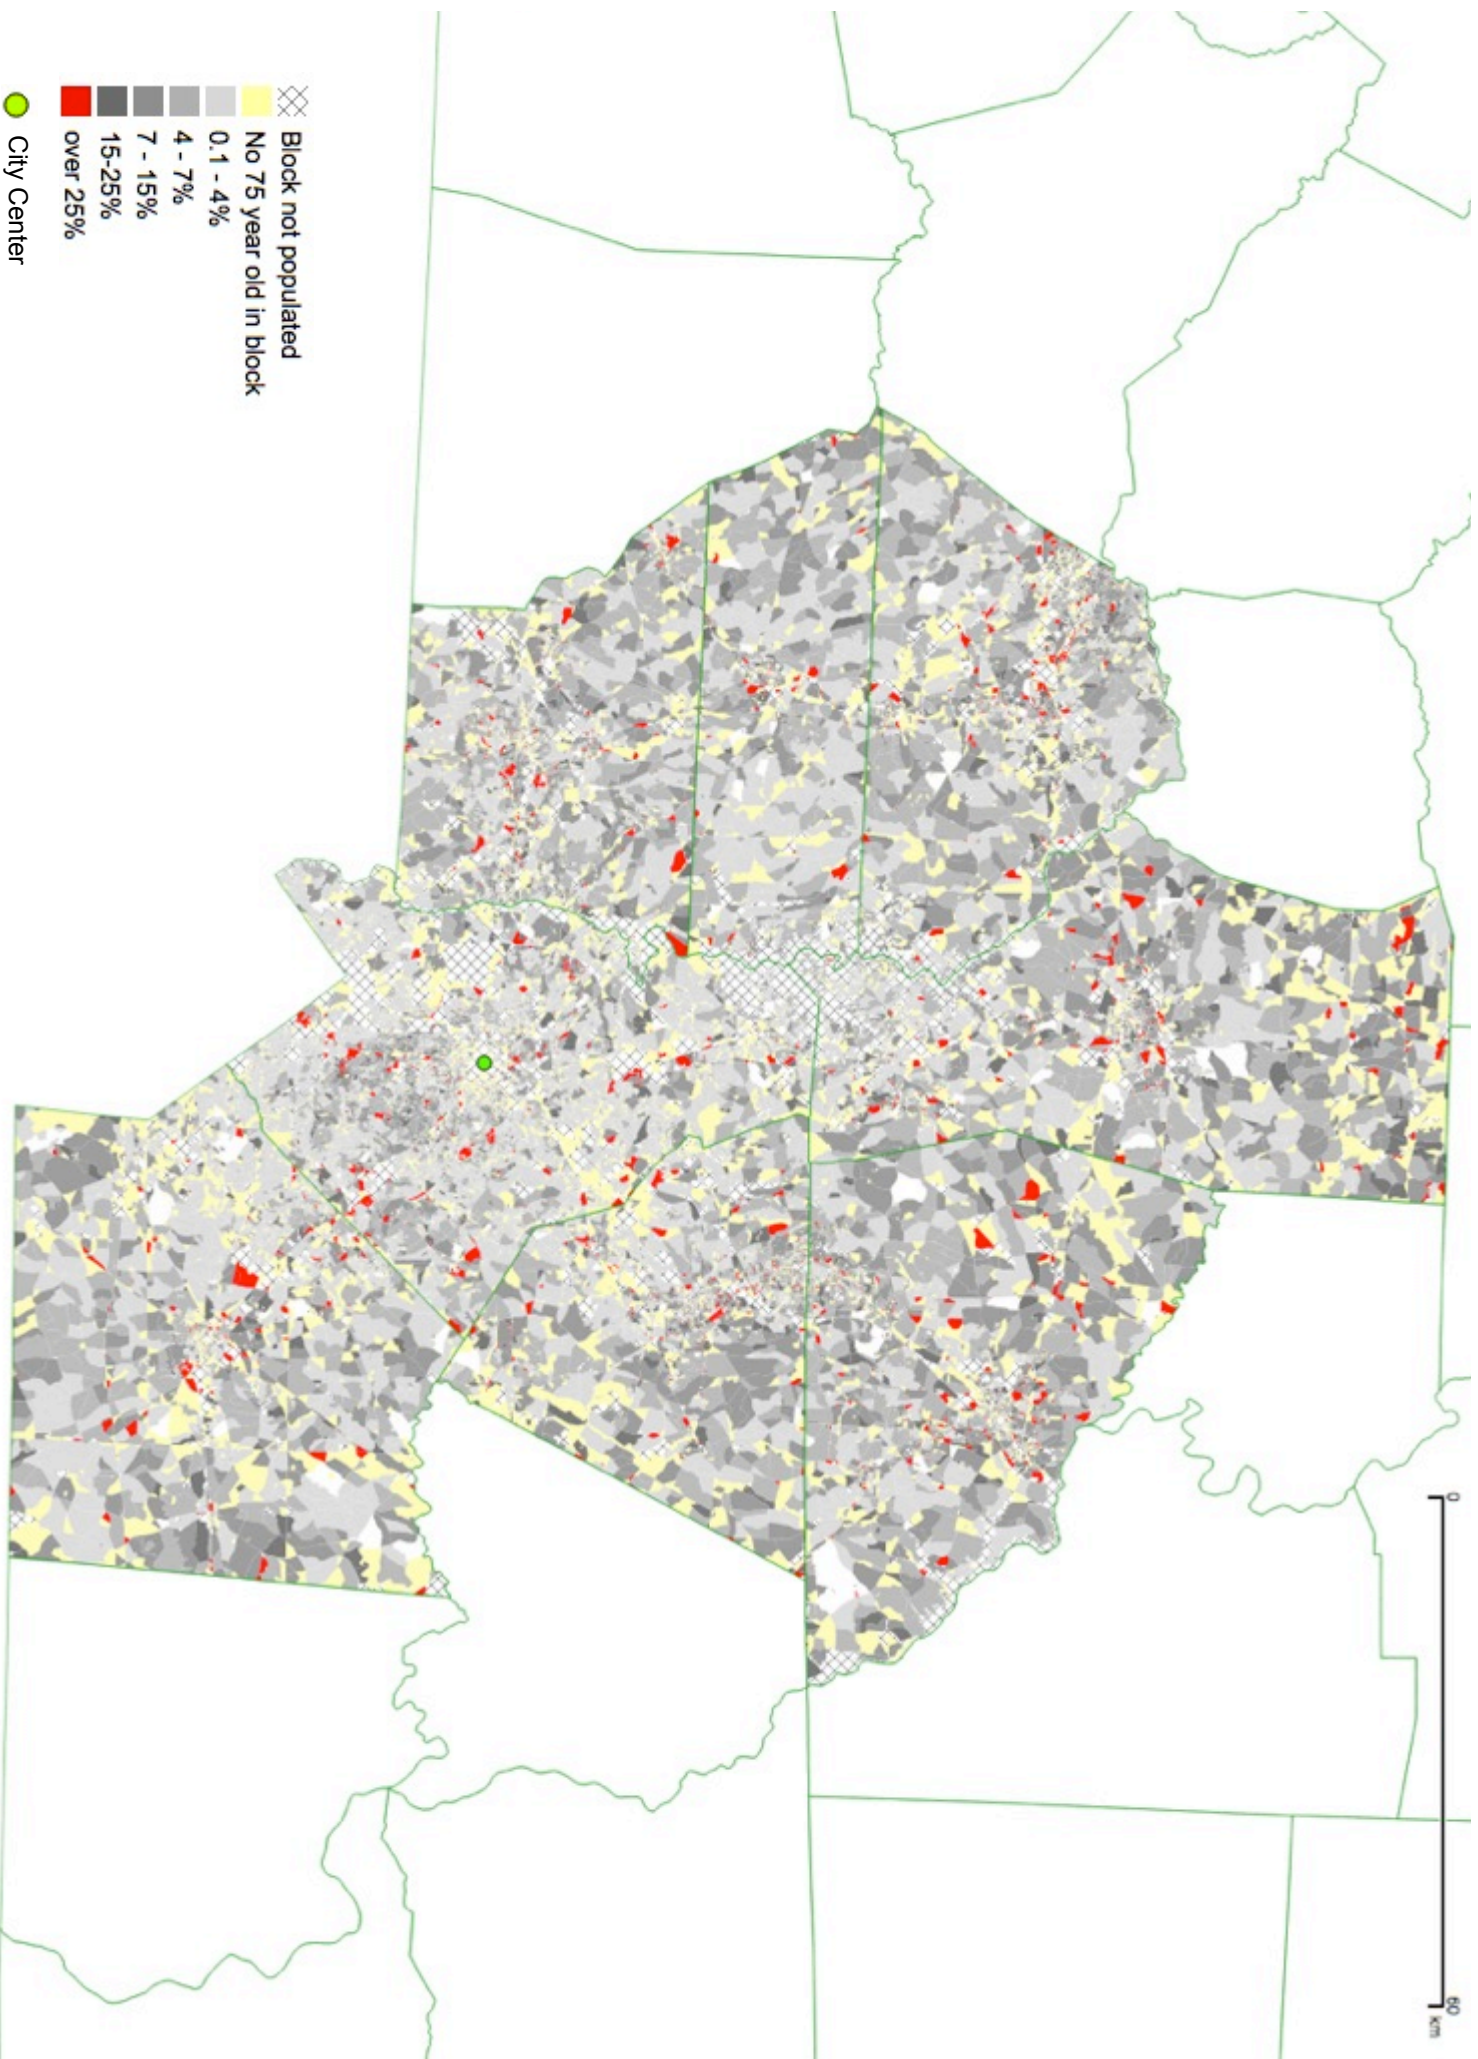 Block not populated
No 75 year old in block
0.1 - 4%
4 - 7%
7 - 15%
15-25%
over 25%
City Center
0
60
km